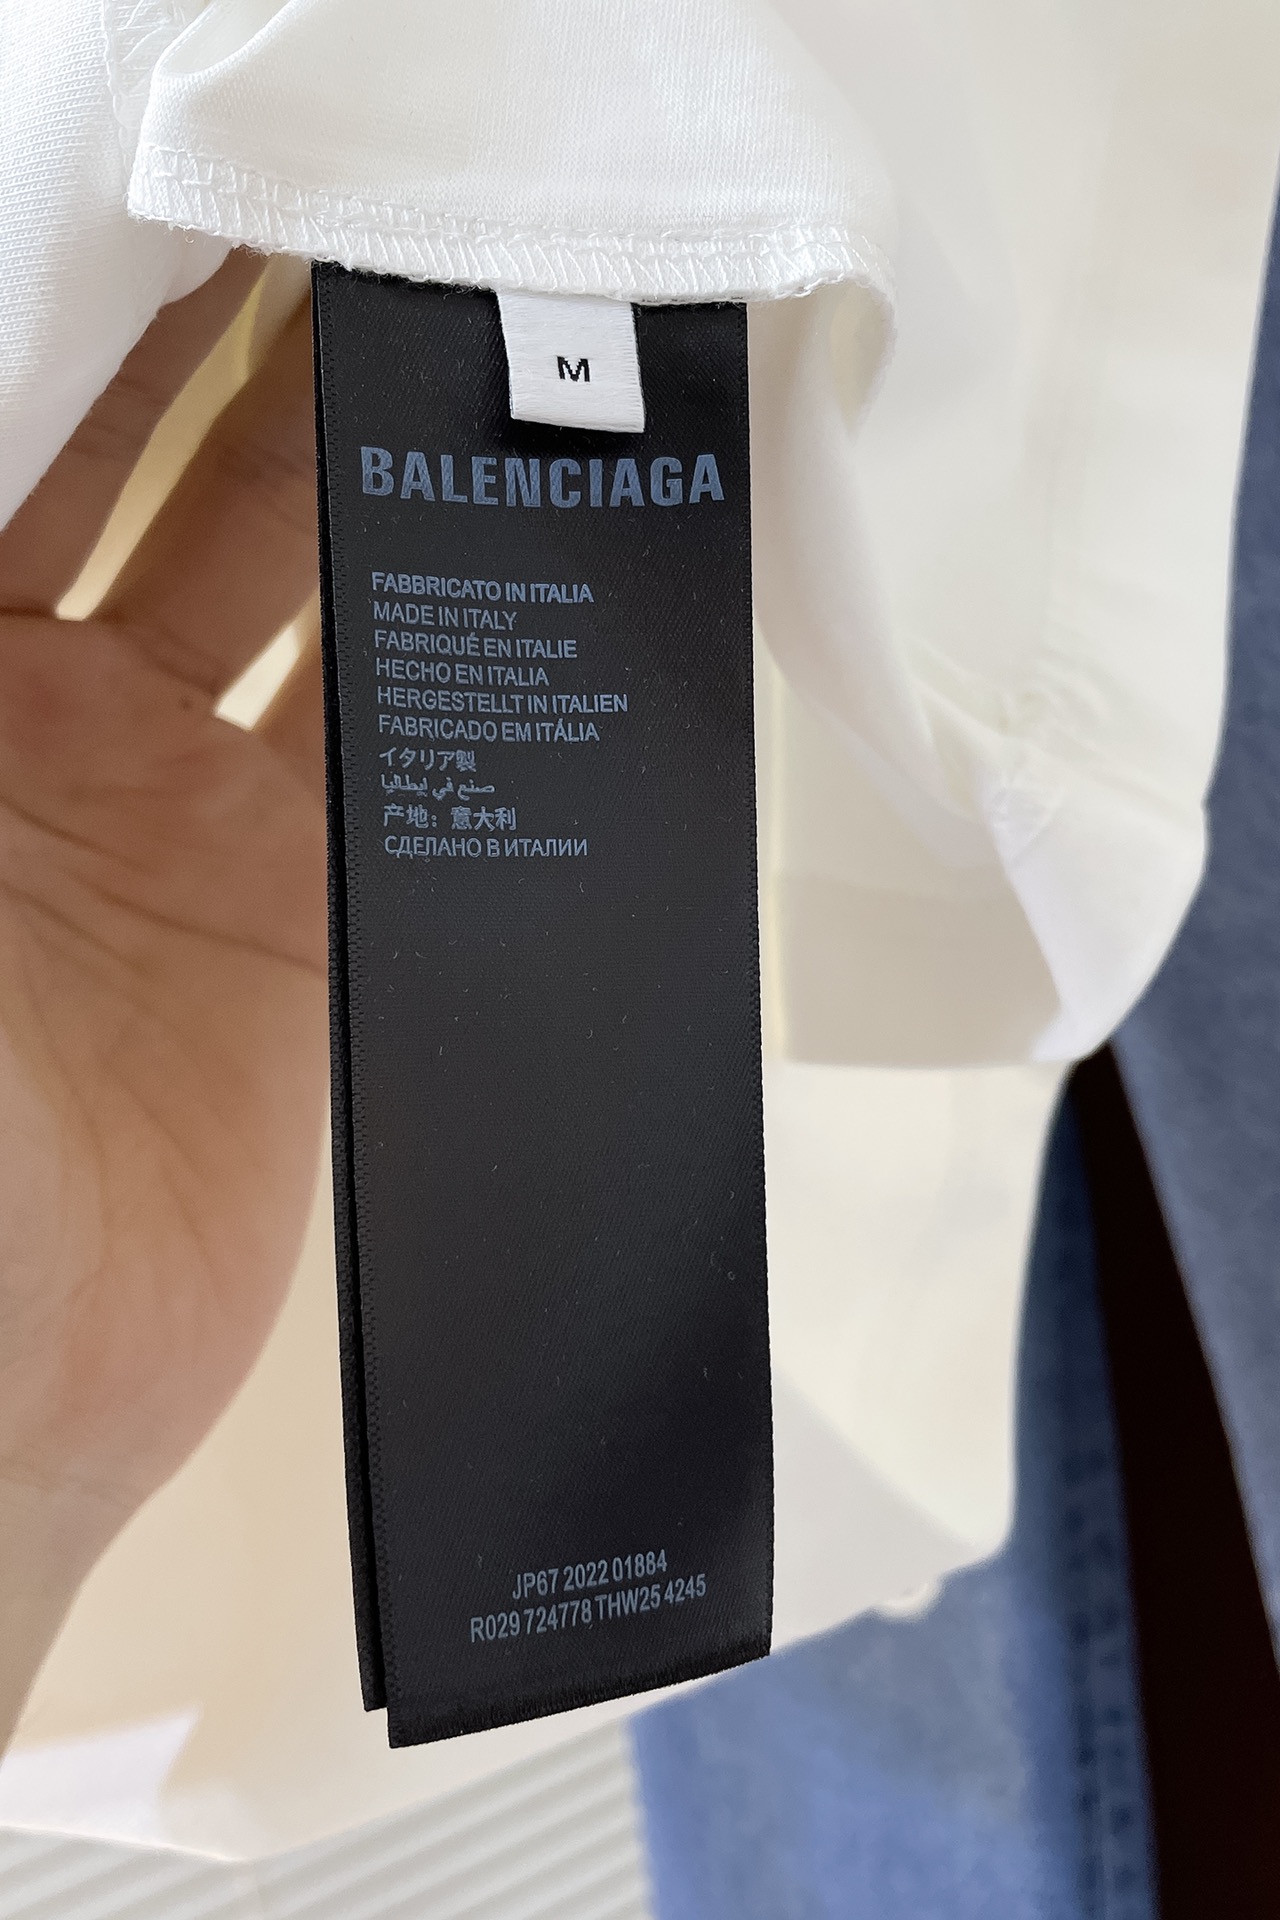 M
BALENCIAGA
FABBRICATO IN ITALIA
MADE IN ITALY
FABRIQUÉ EN ITALIE
HECHO EN ITALIA
HERGESTELLT IN ITALIEN
FABRICADO EM ITÁLIA
イタリア製
صنع في إيطاليا
产地：意大利
СДЕЛАНО В ИТАЛИИ
JP67 2022 01884
R029 724778 THW25 4245